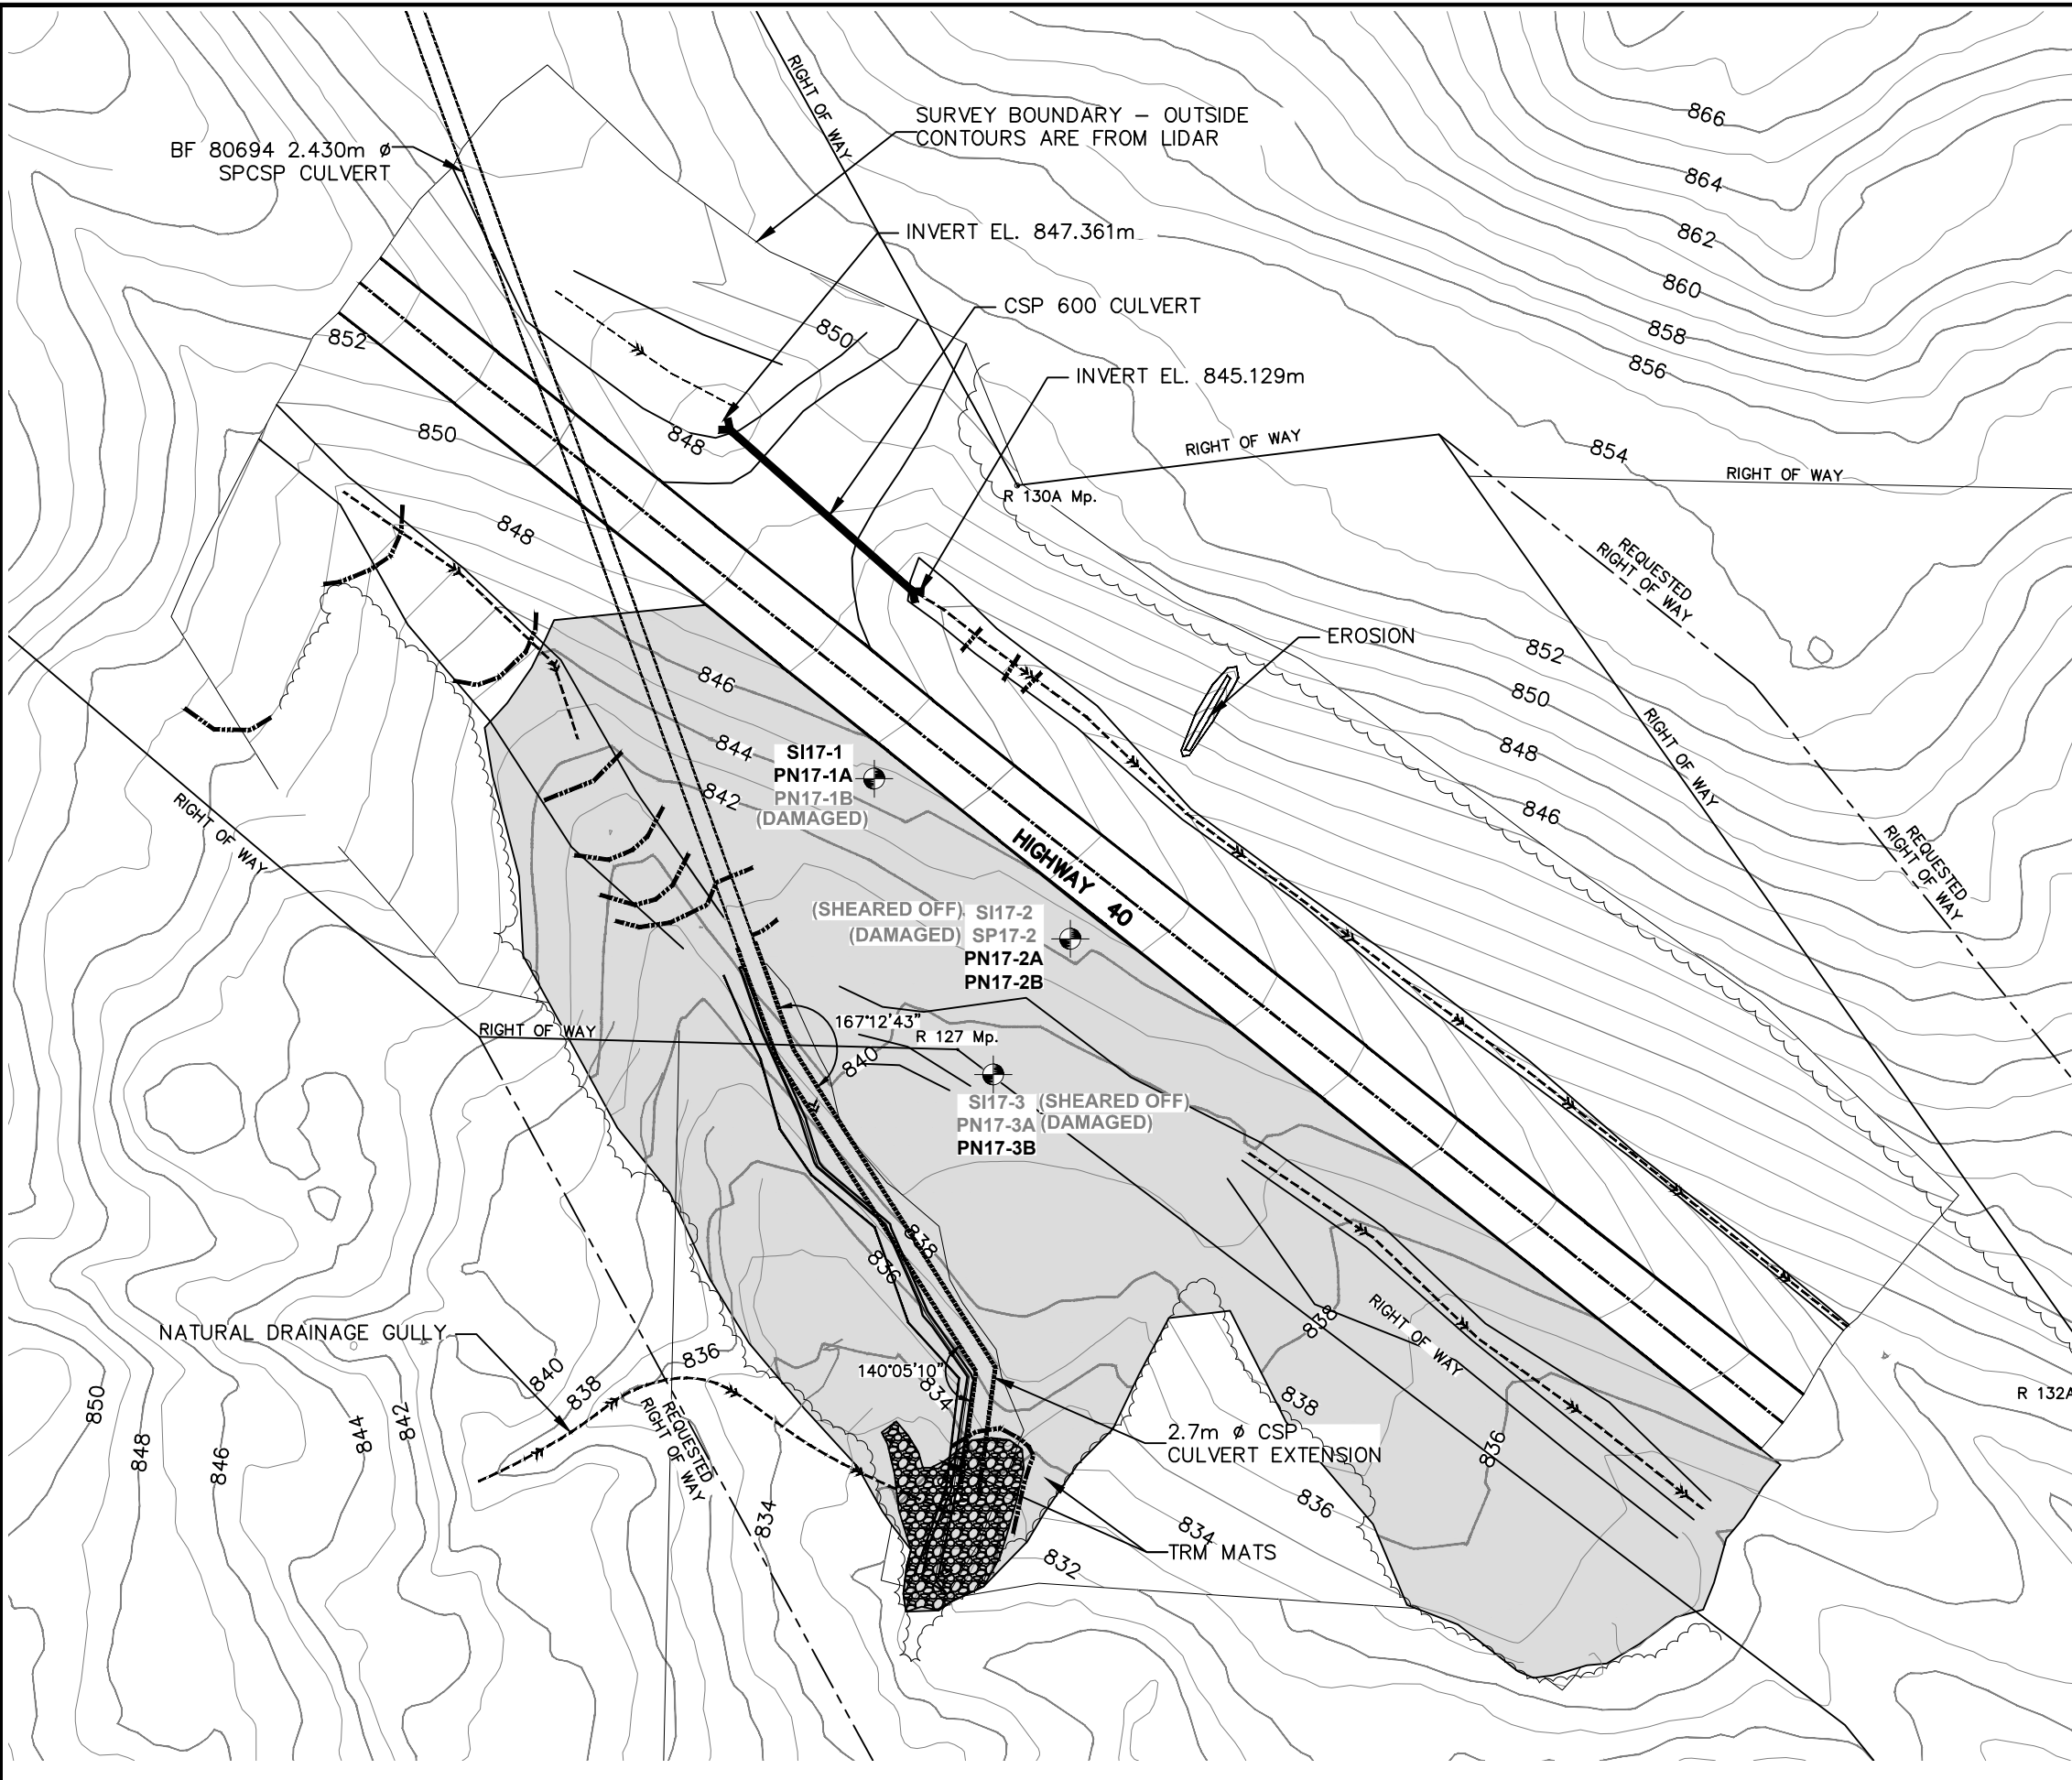 866
RIGHT OF WAY
SURVEY BOUNDARY – OUTSIDE
CONTOURS ARE FROM LIDAR
BF 80694 2.430m ø
SPCSP CULVERT
864
INVERT EL. 847.361m
862
860
CSP 600 CULVERT
850
852
858
856
INVERT EL. 845.129m
850
848
RIGHT OF WAY
854
RIGHT OF WAY
R 130A Mp.
848
REQUESTED
RIGHT OF WAY
EROSION
852
846
850
RIGHT OF WAY
844
848
SI17-1
PN17-1A
PN17-1B
(DAMAGED)
842
846
RIGHT OF WAY
HIGHWAY 40
REQUESTED
RIGHT OF WAY
(SHEARED OFF) SI17-2
(DAMAGED) SP17-2
PN17-2A
PN17-2B
167°12'43"
RIGHT OF WAY
R 127 Mp.
840
SI17-3 (SHEARED OFF)
PN17-3A (DAMAGED)
PN17-3B
838
836
NATURAL DRAINAGE GULLY
838
RIGHT OF WAY
836
840
838
140°05'10"
834
838
850
848
846
844
842
REQUESTED
RIGHT OF WAY
2.7m ø CSP
CULVERT EXTENSION
836
R 132A
836
834
834
TRM MATS
832